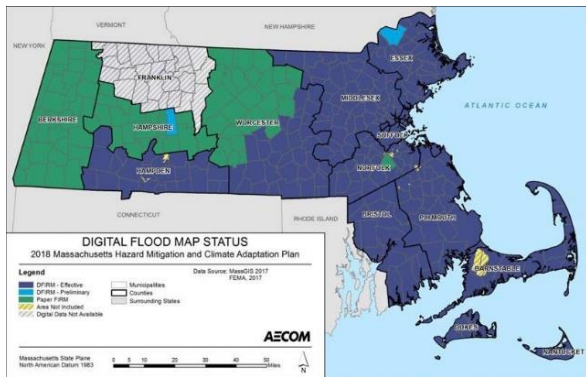 VERMONT
NEW HAMPSHIRE
NEW YORK
FRANKLIN
ESSEX
MIDDLESEX
ATLANTIC OCEAN
BERKSHIRE
HAMPSHIRE
WORCESTER
SUFFOLK
NORFOLK
HAMPDEN
CONNECTICUT
RHODE ISLAND
BRISTOL
PLYMOUTH
BARNSTABLE
DUKES
NANTUCKET
DIGITAL FLOOD MAP STATUS
2018 Massachusetts Hazard Mitigation and Climate Adaptation Plan
Legend
DFIRM - Effective
DFIRM - Preliminary
Paper FIRM
Area Not Included
Digital Data Not Available
Municipalities
Counties
Surrounding States
Data Source: MassGIS 2017
FEMA, 2017
AECOM
Massachusetts State Plane
North American Datum 1983
0 10 20 30 40 50
Miles
N